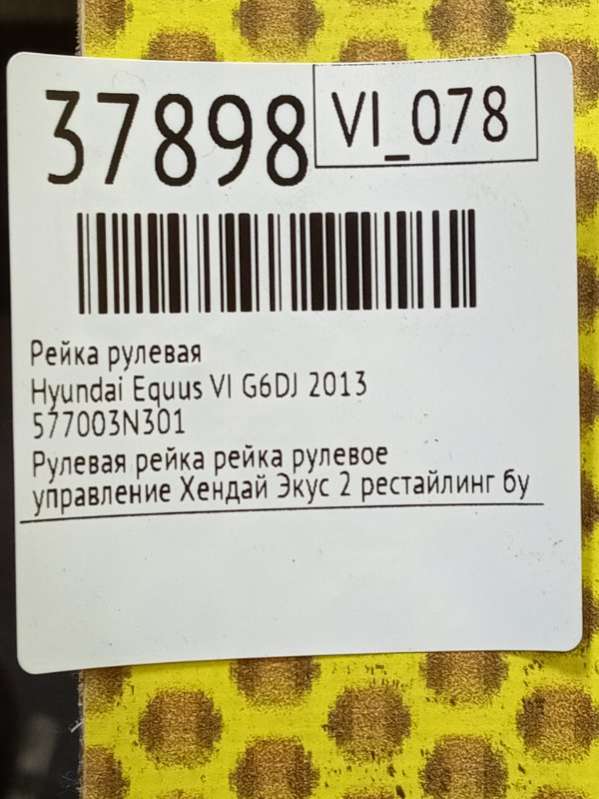 37898
VI_078
Рейка рулевая
Hyundai Equus VI G6DJ 2013
577003N301
Рулевая рейка рейка рулевое
управление Хендай Экус 2 рестайлинг бу